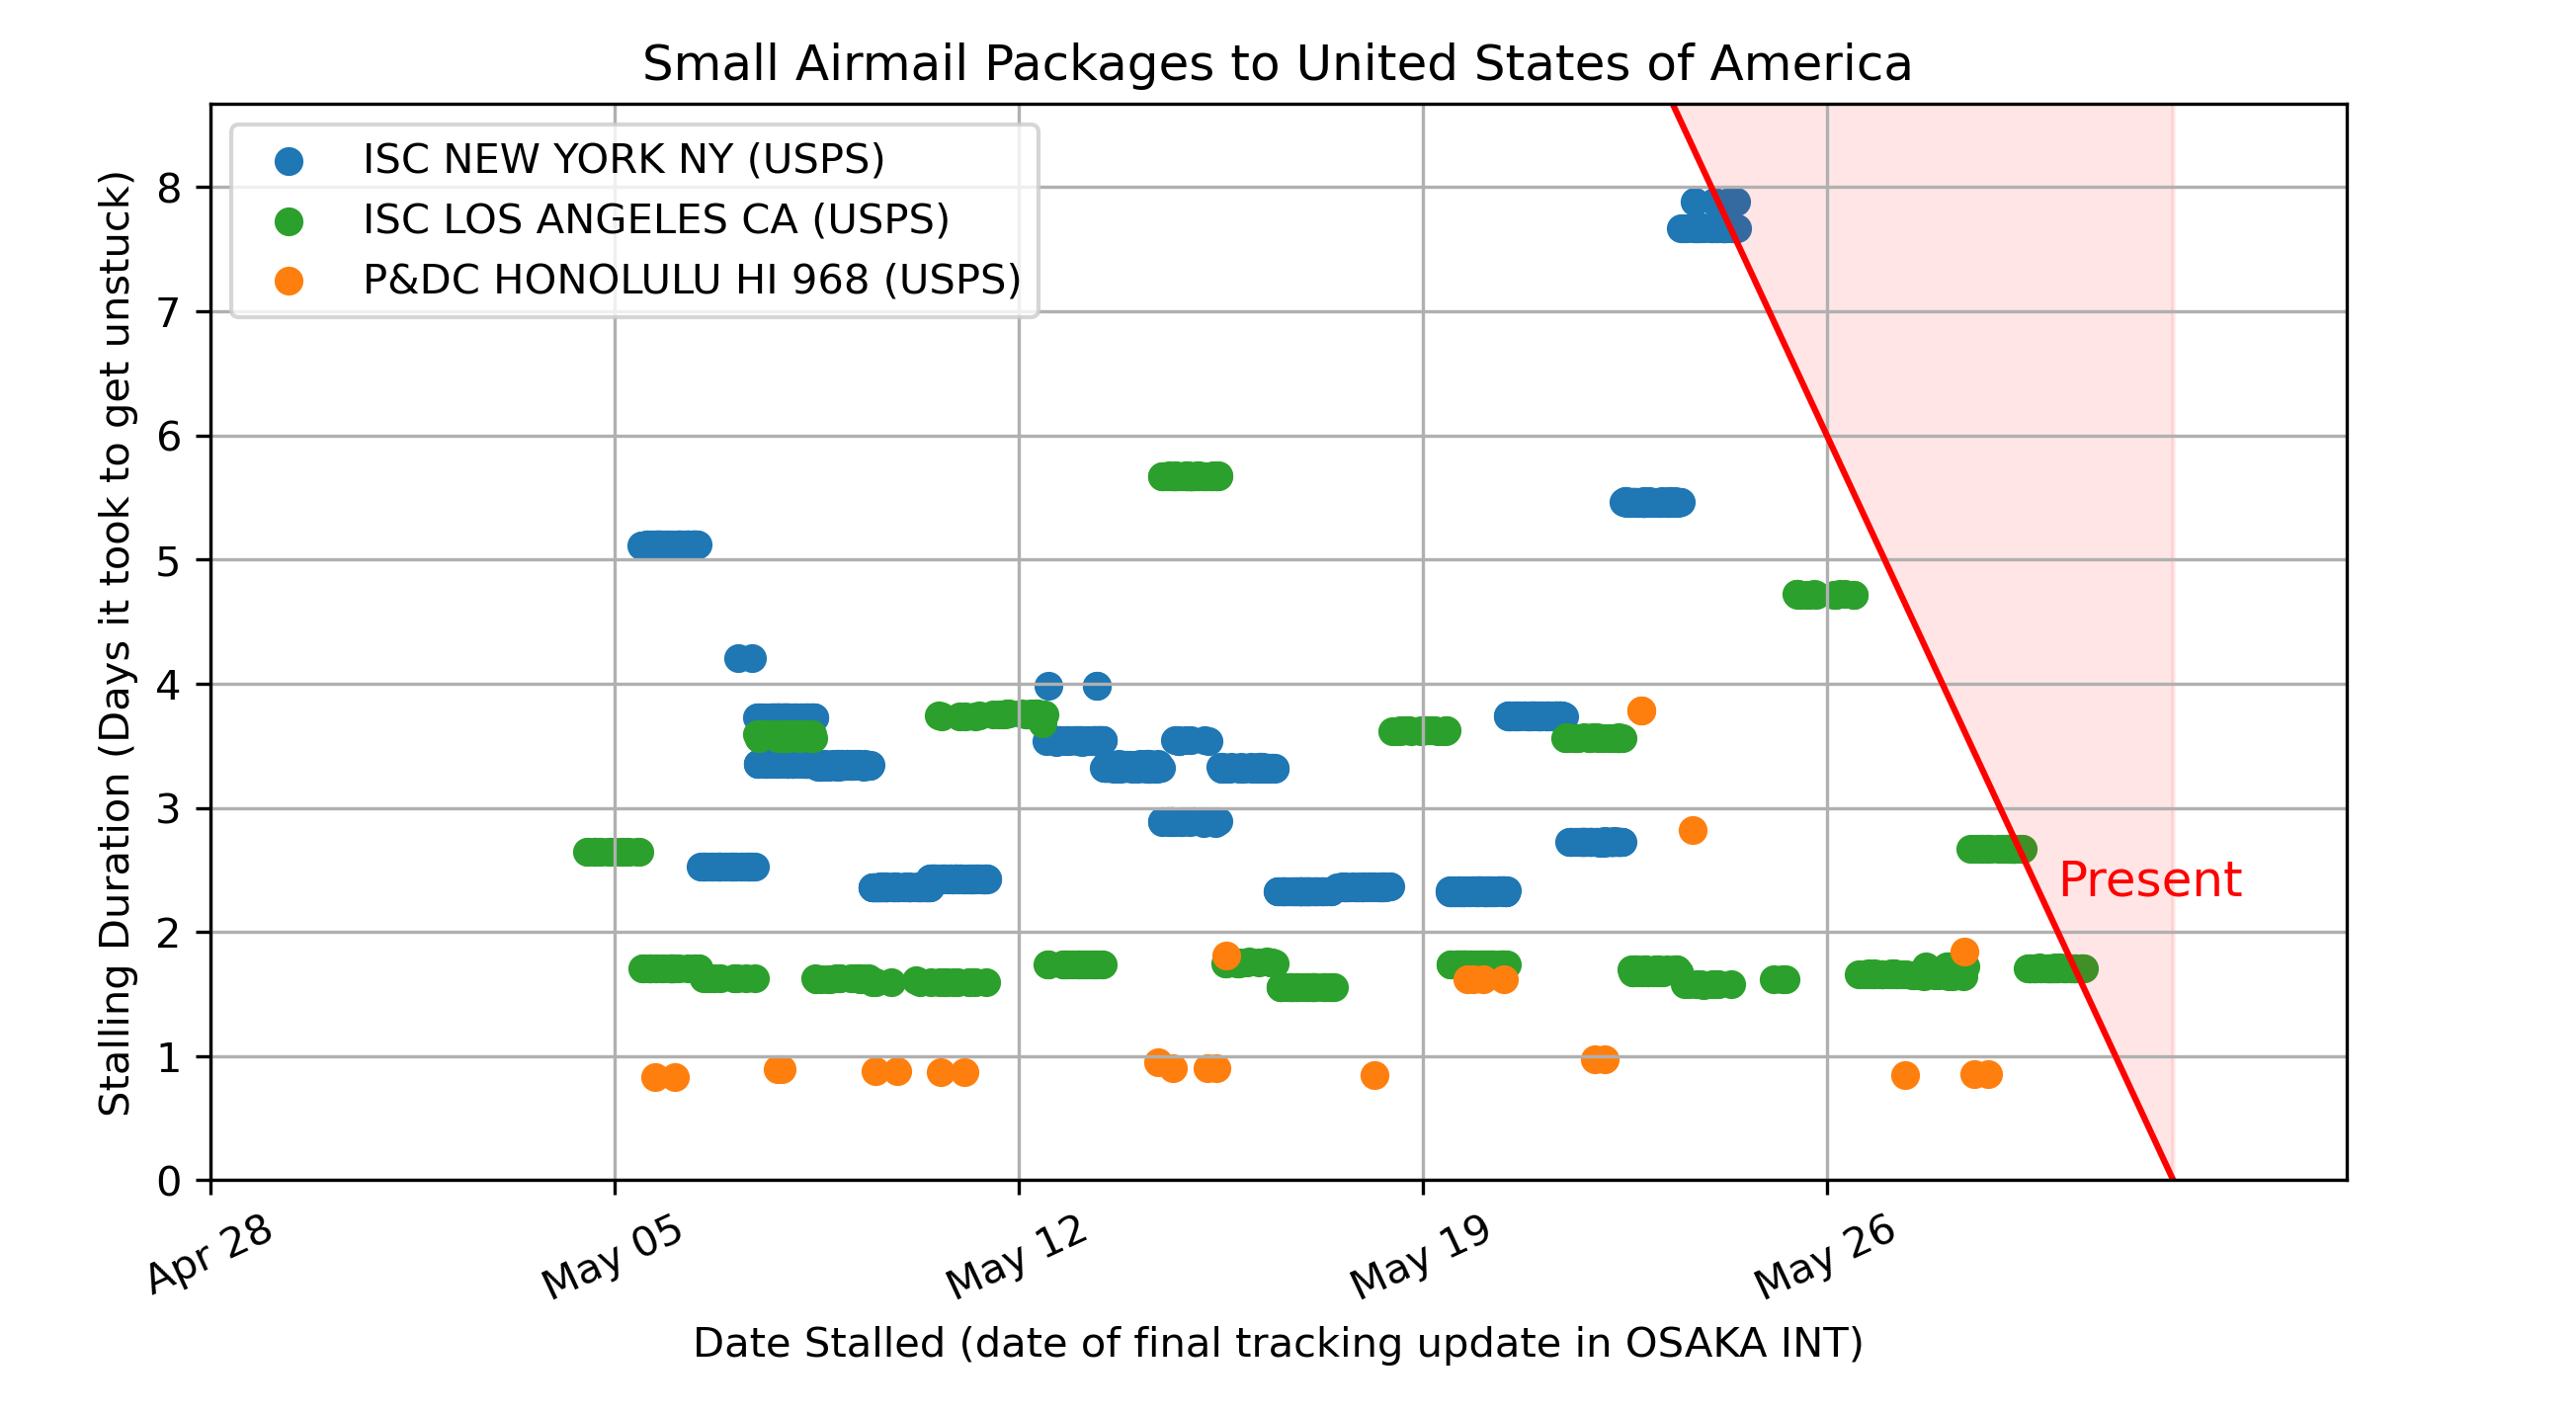 Small Airmail Packages to United States of America
ISC NEW YORK NY (USPS)
ISC LOS ANGELES CA (USPS)
P&DC HONOLULU HI 968 (USPS)
Stalling Duration (Days it took to get unstuck)
8
7
6
5
4
3
2
1
0
Present
Apr 28
May 05
May 12
May 19
May 26
Date Stalled (date of final tracking update in OSAKA INT)